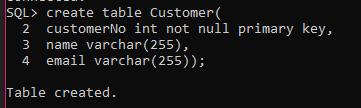 SQL> create table Customer(
  2  customerNo int not null primary key,
  3  name varchar(255),
  4  email varchar(255));
Table created.